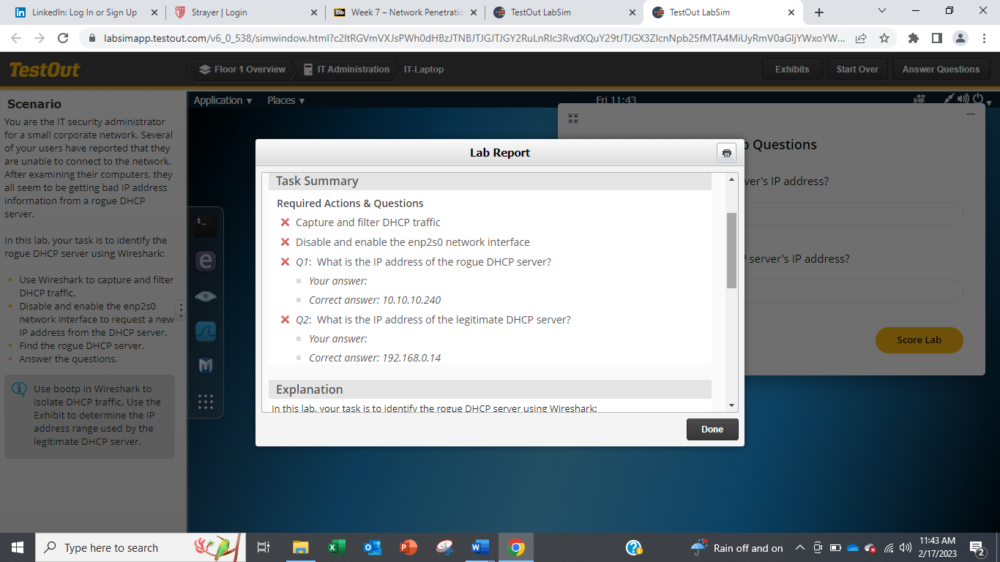 LinkedIn: Log In or Sign Up
Strayer | Login
Bb
Week 7 – Network Penetratio
TestOut LabSim
TestOut LabSim
labsimapp.testout.com/v6_0_538/simwindow.html?
TestOut
Floor 1 Overview
IT Administration
IT-Laptop
Exhibits
Start Over
Answer Questions
Scenario
You are the IT security administrator
for a small corporate network. Several
of your users have reported that they
are unable to connect to the network.
After examining their computers, they
all seem to be getting bad IP address
information from a rogue DHCP
server.
In this lab, your task is to identify the
rogue DHCP server using Wireshark:
Use Wireshark to capture and filter
DHCP traffic.
Disable and enable the enp2s0
network interface to request a new
IP address from the DHCP server.
Find the rogue DHCP server.
Answer the questions.
Use bootp in Wireshark to
isolate DHCP traffic. Use the
Exhibit to determine the IP
address range used by the
legitimate DHCP server.
Application ▾
Places ▾
Fri 11:43
Questions
ver's IP address?
server's IP address?
Score Lab
Lab Report
Task Summary
Required Actions & Questions
Capture and filter DHCP traffic
Disable and enable the enp2s0 network interface
Q1: What is the IP address of the rogue DHCP server?
Your answer:
Correct answer: 10.10.10.240
Q2: What is the IP address of the legitimate DHCP server?
Your answer:
Correct answer: 192.168.0.14
Explanation
In this lab, your task is to identify the rogue DHCP server using Wireshark:
Done
Type here to search
Rain off and on
11:43 AM
2/17/2023
2